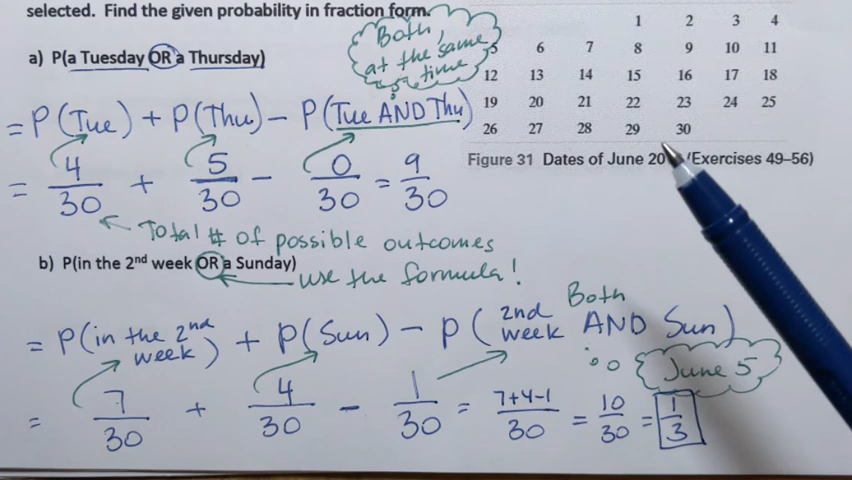 selected. Find the given probability in fraction form.
1 2 3 4
5 6 7 8 9 10 11
12 13 14 15 16 17 18
19 20 21 22 23 24 25
26 27 28 29 30
Figure 31 Dates of June 20 (Exercises 49–56)
a) P(a Tuesday OR a Thursday)
Both,
at the same
time
= P(Tue) + P(Thu) - P(Tue AND Thu)
= 4/30 + 5/30 - 0/30 = 9/30
Total # of possible outcomes
b) P(in the 2nd week OR a Sunday)
use the formula!
Both
= P(in the 2nd week) + P(Sun) - P(2nd week AND Sun)
June 5
= 7/30 + 4/30 - 1/30 = 7+4-1/30 = 10/30 = 1/3